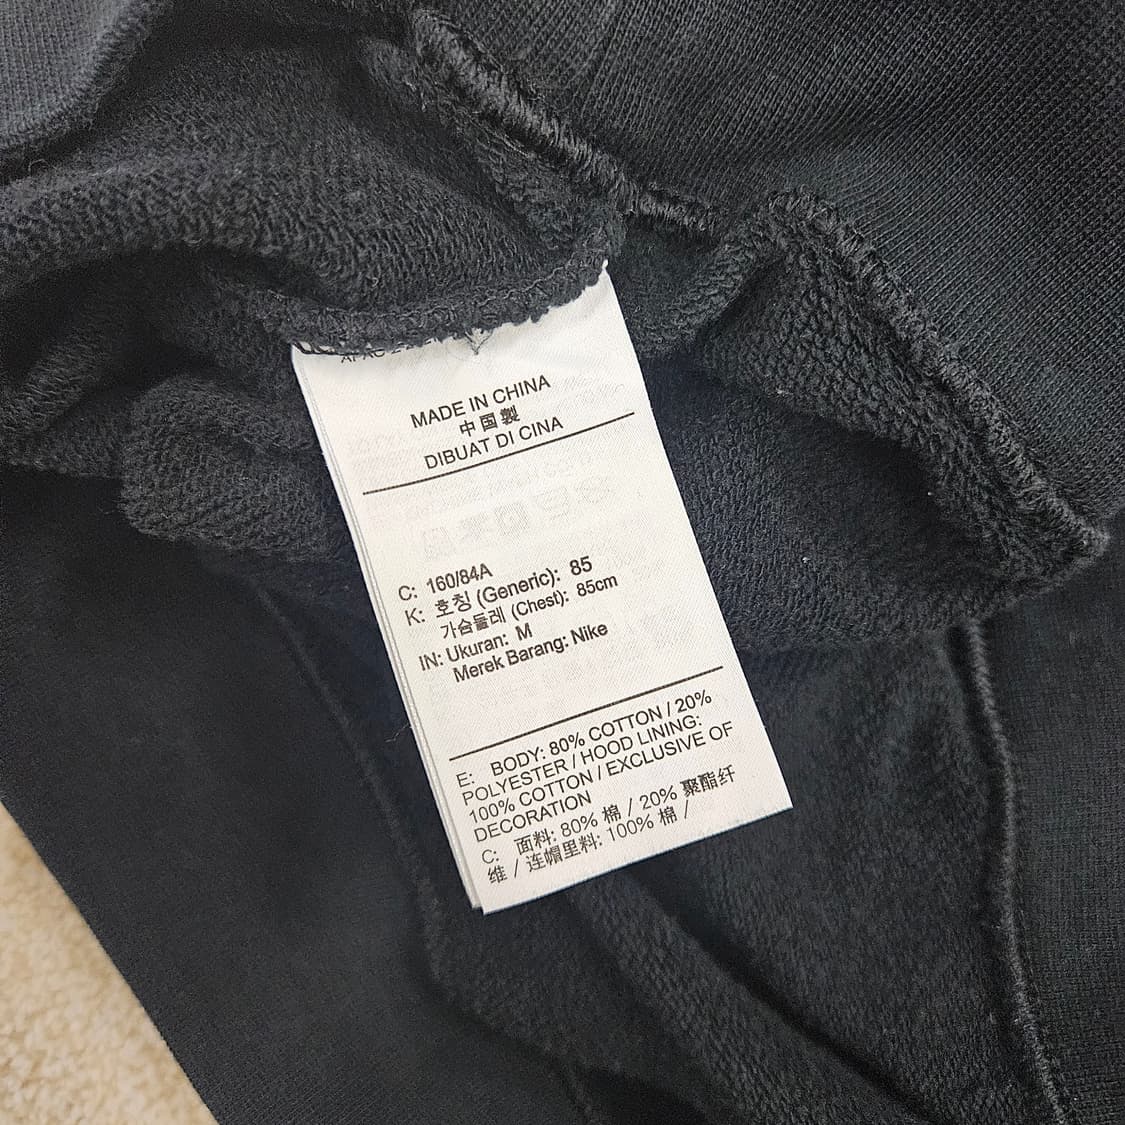 MADE IN CHINA
中国製
DIBUAT DI CINA
C: 160/84A
K: 호칭 (Generic): 85
가슴둘레 (Chest): 85cm
IN: Ukuran: M
Merek Barang: Nike
E: BODY: 80% COTTON / 20%
POLYESTER / HOOD LINING:
100% COTTON / EXCLUSIVE OF
DECORATION
C: 面料: 80% 棉 / 20% 聚酯纤
维 / 连帽里料: 100% 棉 /